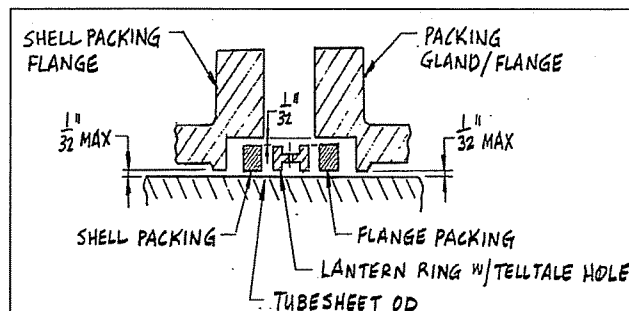 SHELL PACKING
FLANGE
PACKING
GLAND/FLANGE
1/32"
1/32" MAX
1/32" MAX
SHELL PACKING
FLANGE PACKING
LANTERN RING W/TELLTALE HOLE
TUBESHEET OD